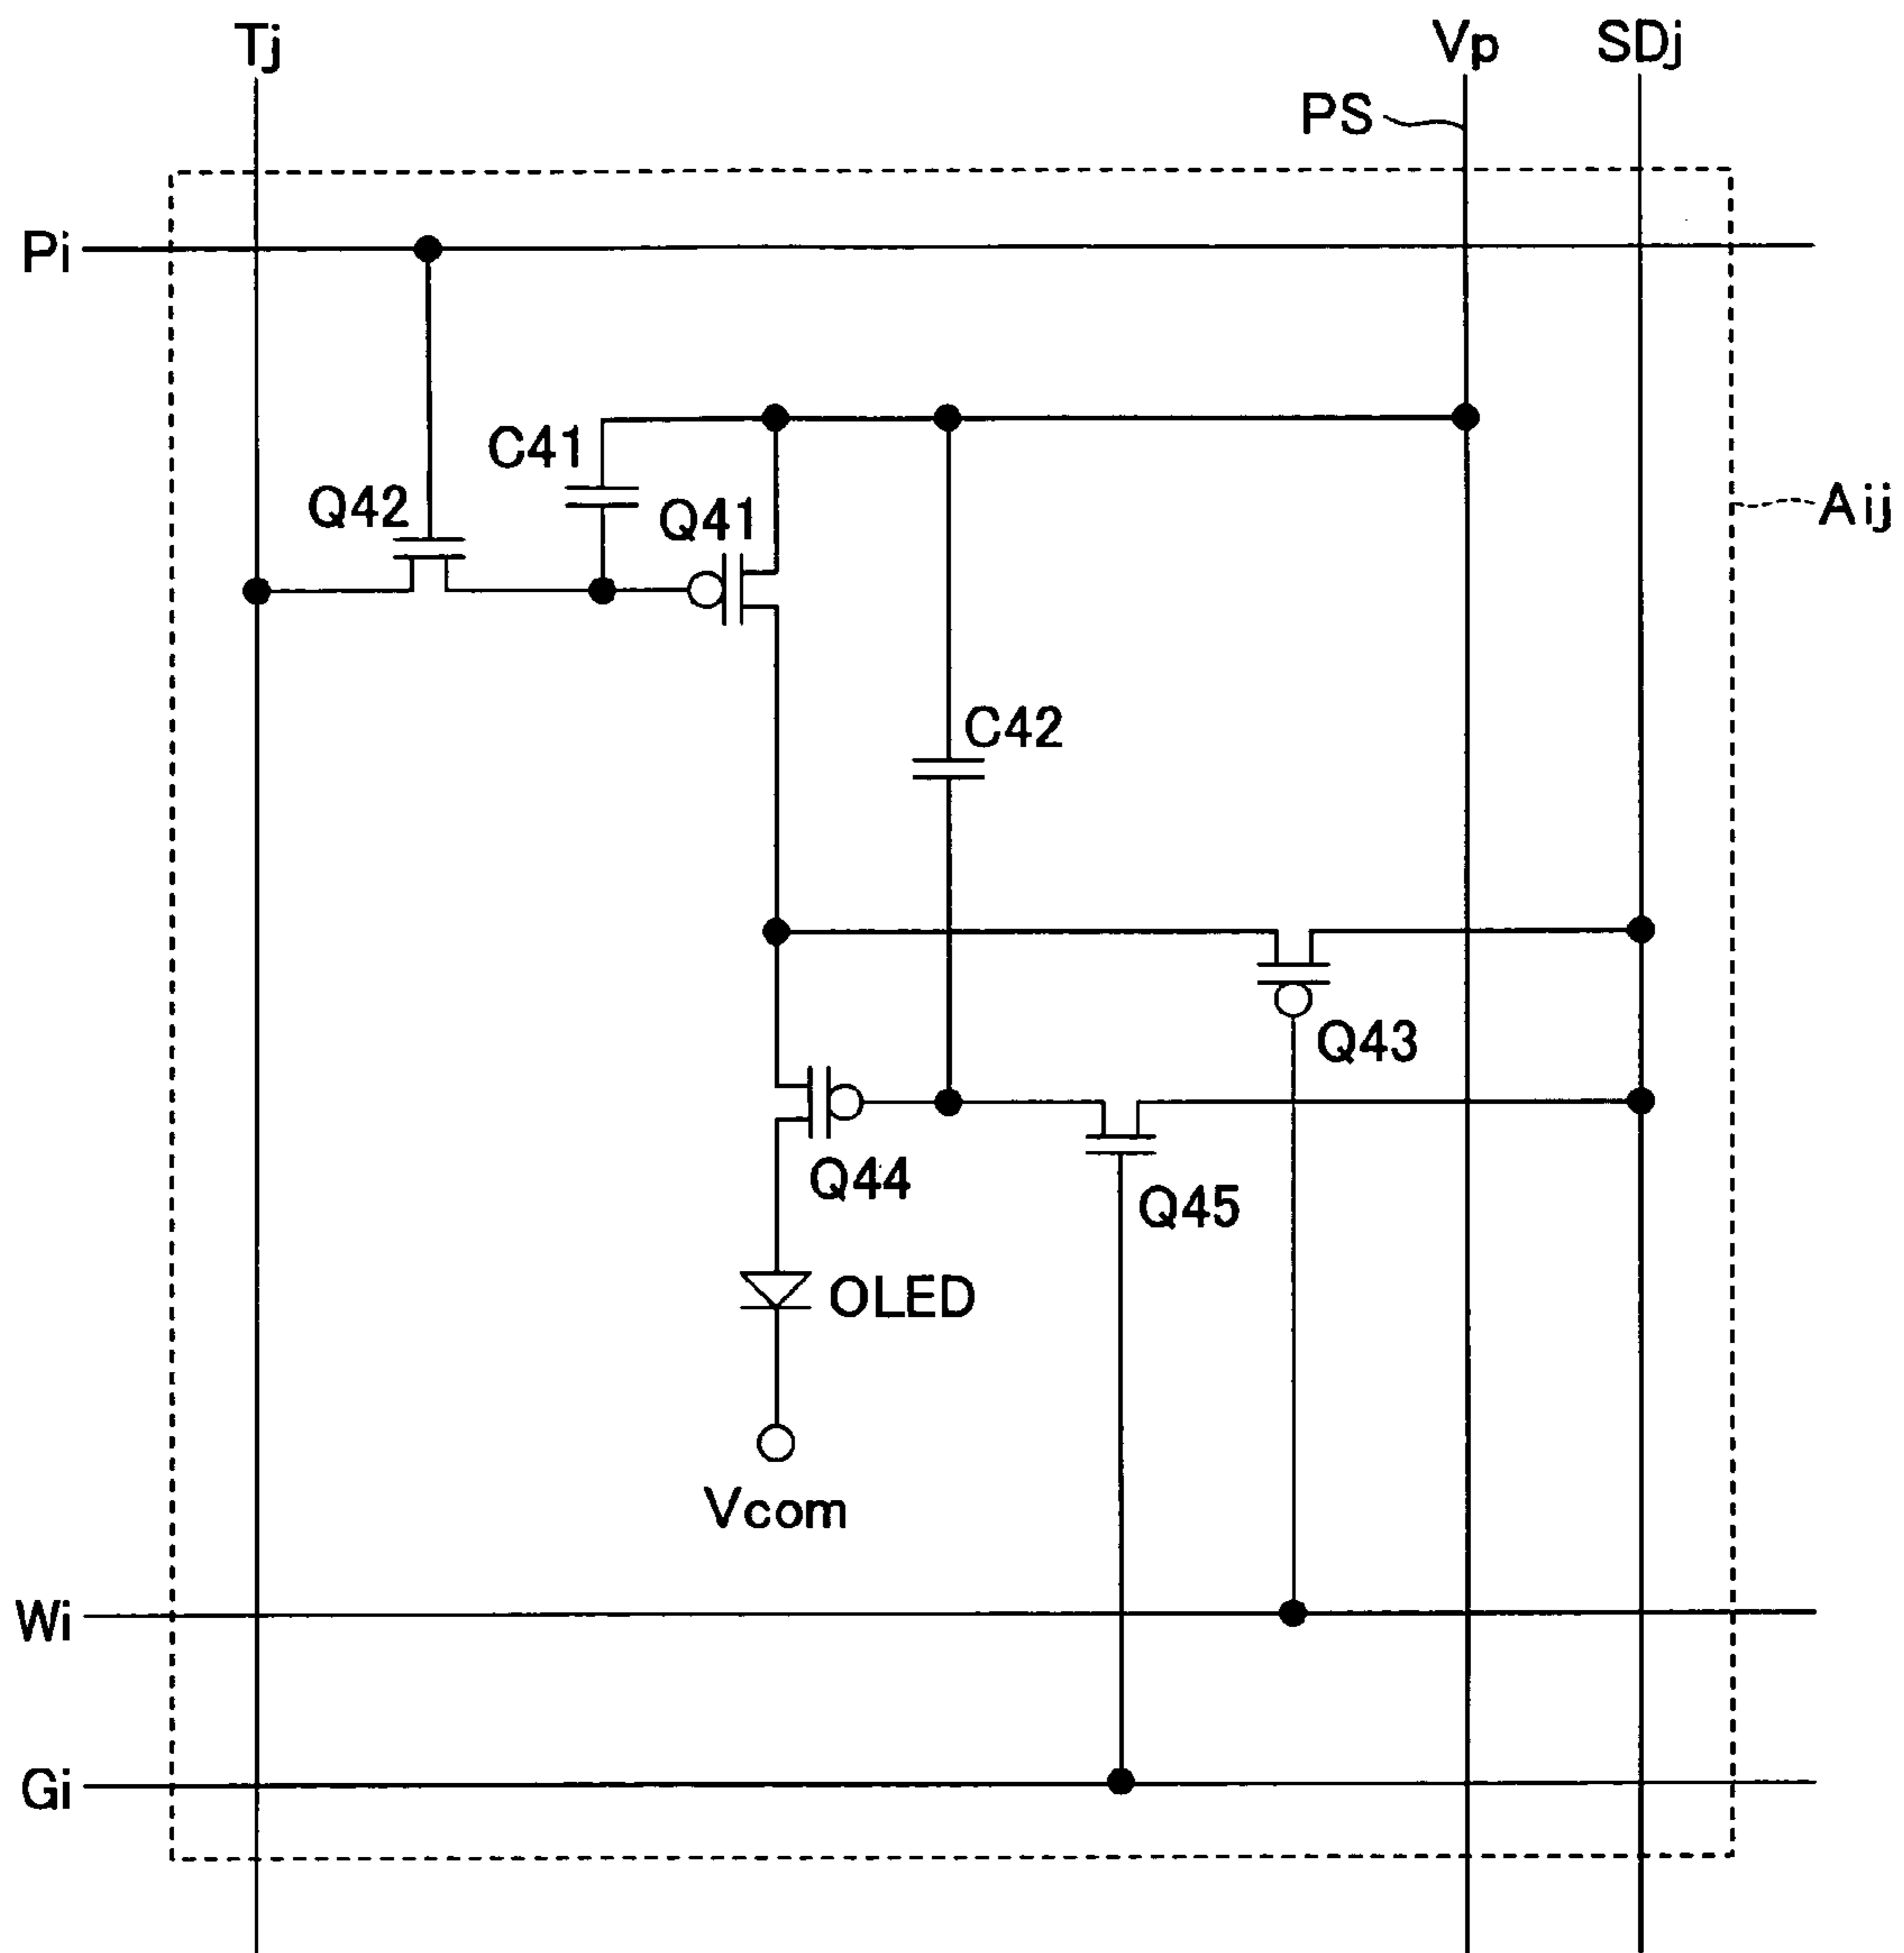 Tj
Vp
SDj
PS
Pi
C41
Q42
Q41
Aij
C42
Q43
Q44
Q45
OLED
Vcom
Wi
Gi